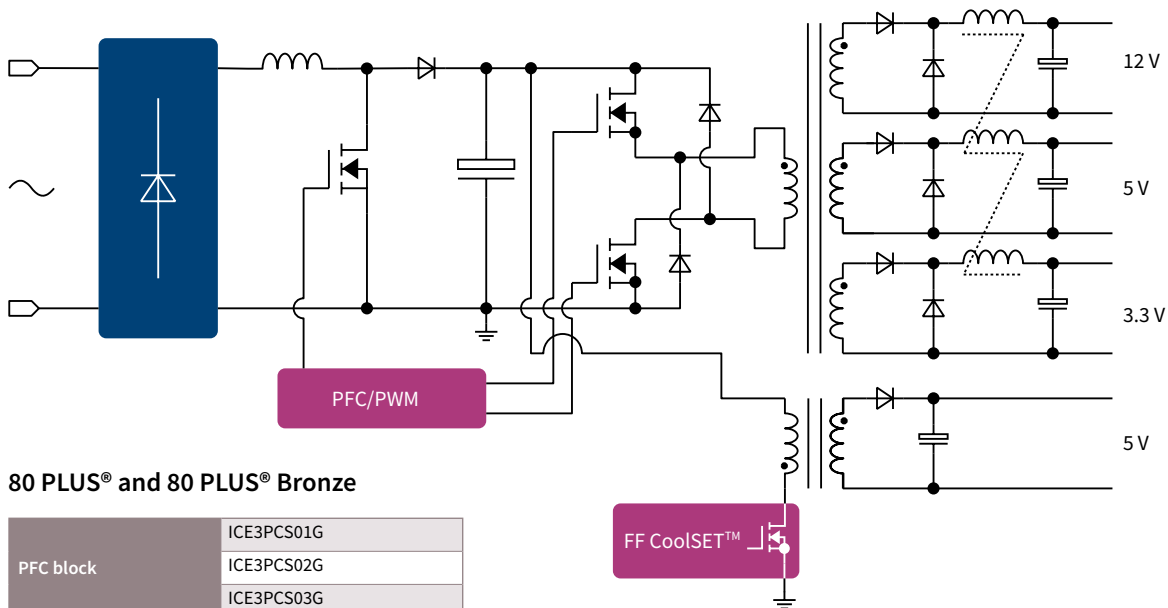 12 V
5 V
3.3 V
PFC/PWM
5 V
80 PLUS® and 80 PLUS® Bronze
FF CoolSET™
PFC block
ICE3PCS01G
ICE3PCS02G
ICE3PCS03G